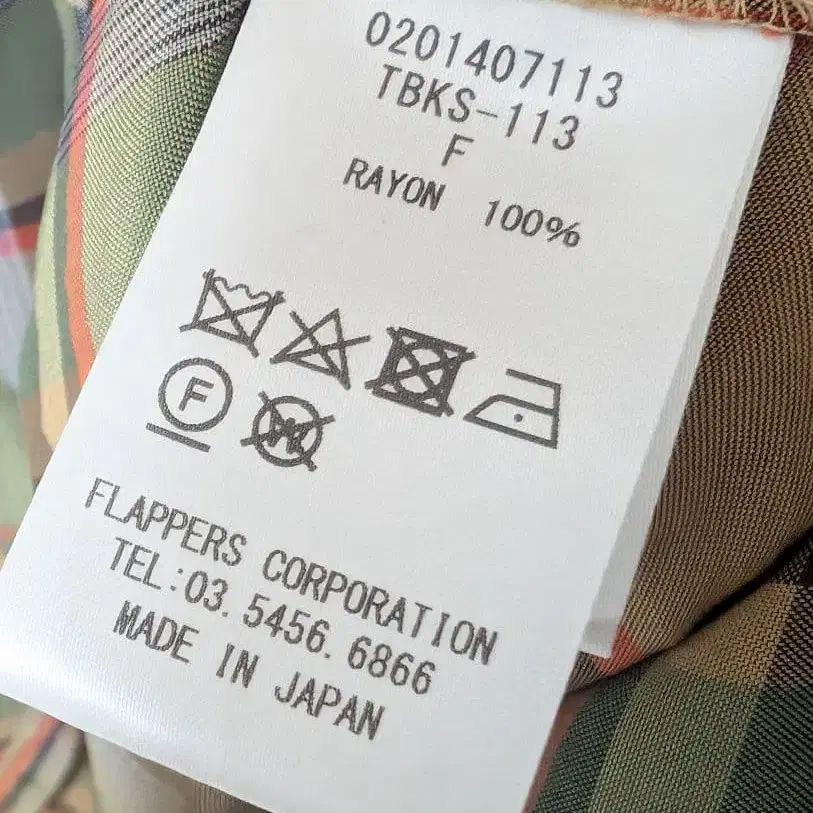 0201407113
TBKS-113
F
RAYON 100%
F
W
FLAPPERS CORPORATION
TEL:03.5456.6866
MADE IN JAPAN